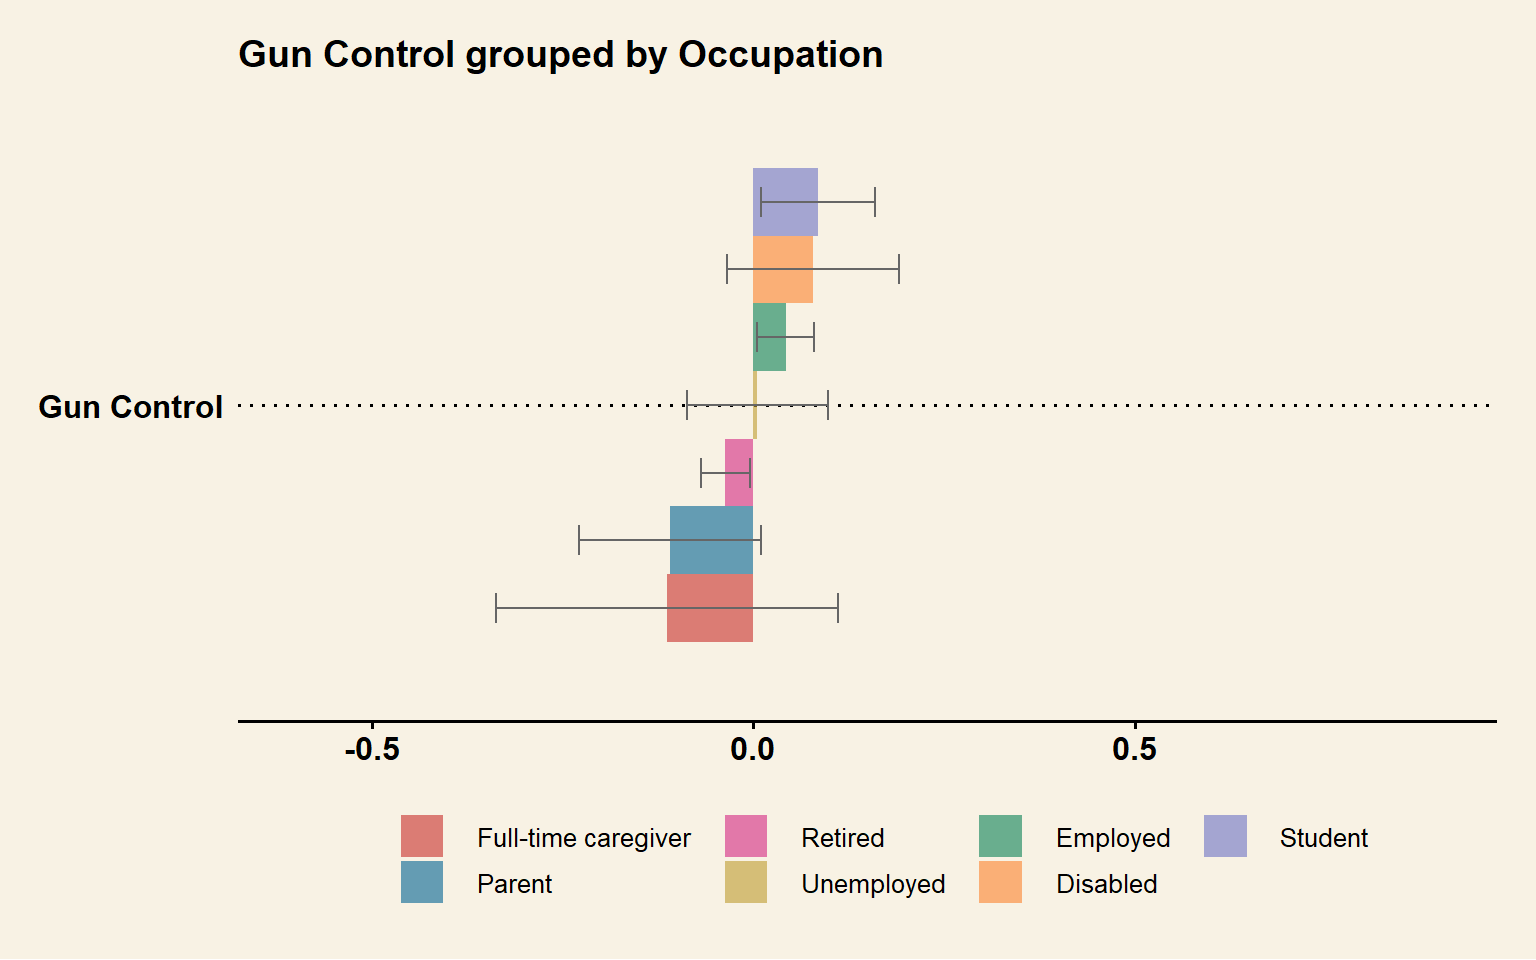 Gun Control grouped by Occupation
Gun Control
-0.5 0.0 0.5
Full-time caregiver Retired Employed Student
Parent Unemployed Disabled